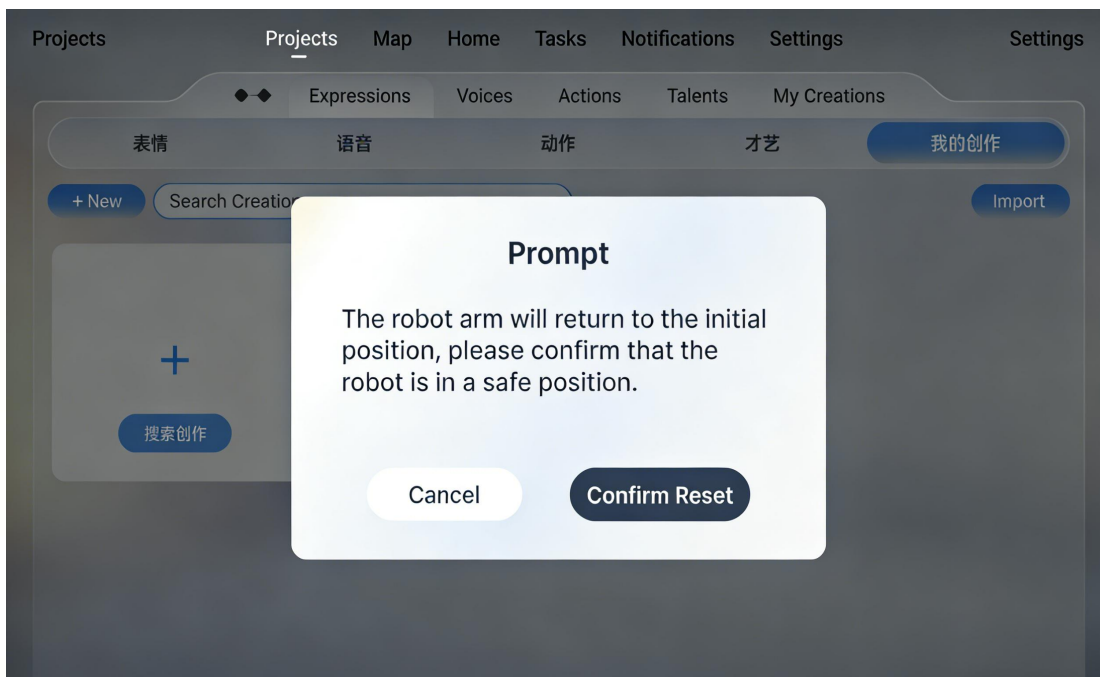 Projects
Projects Map Home Tasks Notifications Settings
Settings
Expressions Voices Actions Talents My Creations
表情 语音 动作 才艺 我的创作
+ New
Search Creation
Import
Prompt
The robot arm will return to the initial
position, please confirm that the
robot is in a safe position.
搜索创作
Cancel
Confirm Reset